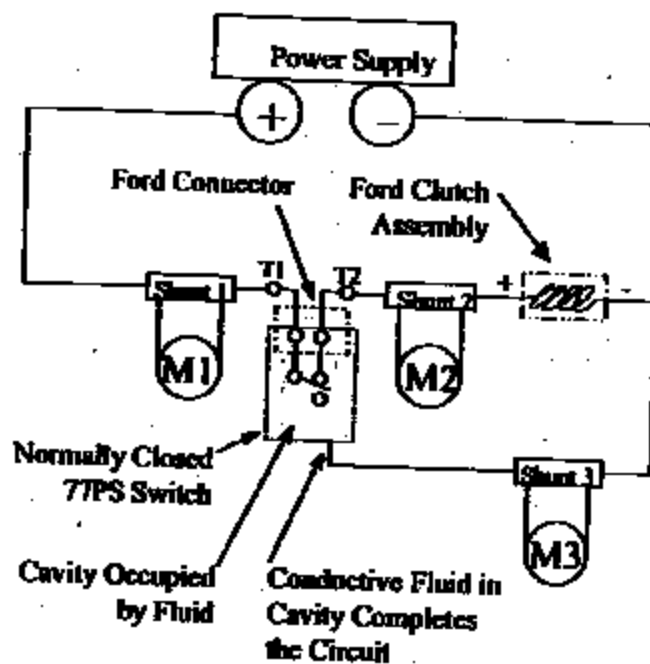 Power Supply
+
−
Ford Connector
Ford Clutch
Assembly
T1
T2
Shunt 1
Shunt 2
+
-
M1
M2
Normally Closed
77PS Switch
Shunt 3
M3
Cavity Occupied
by Fluid
Conductive Fluid in
Cavity Completes
the Circuit